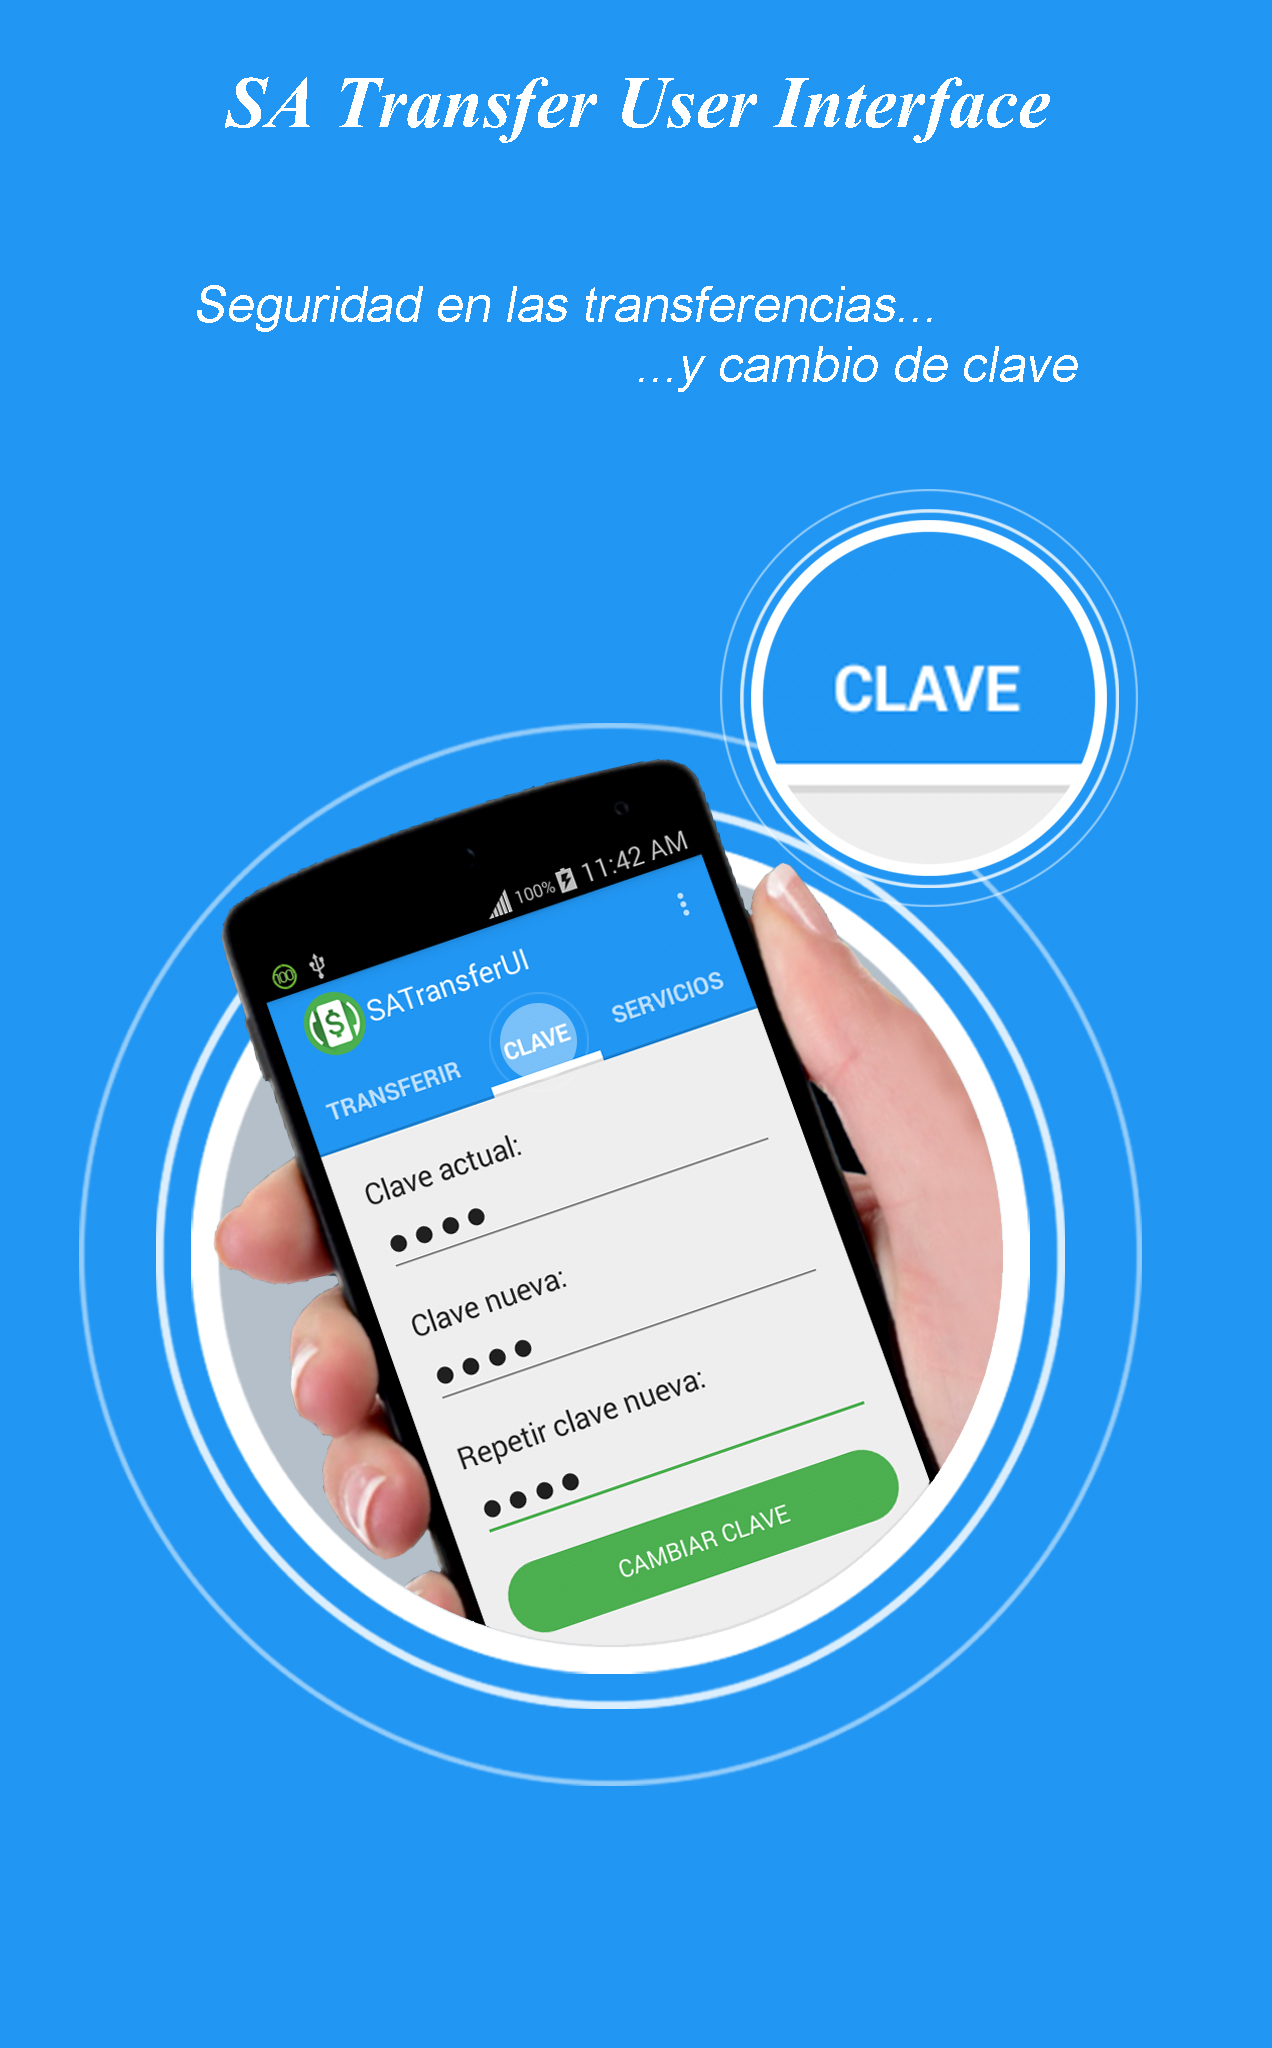 SA Transfer User Interface
Seguridad en las transferencias...
...y cambio de clave
CLAVE
100% 11:42 AM
100
SATransferUI
TRANSFERIR CLAVE SERVICIOS
Clave actual:
Clave nueva:
Repetir clave nueva:
CAMBIAR CLAVE